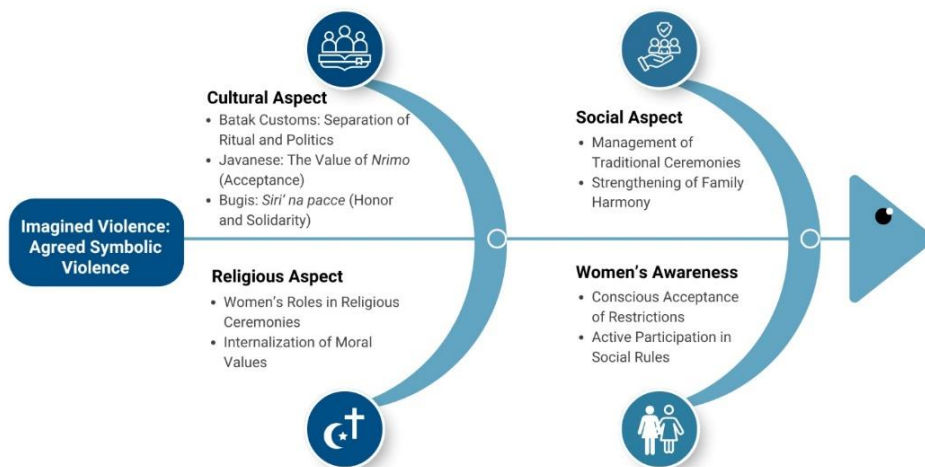 Cultural Aspect
• Batak Customs: Separation of
Ritual and Politics
• Javanese: The Value of Nrimo
(Acceptance)
• Bugis: Siri’ na pacce (Honor
and Solidarity)
Social Aspect
• Management of
Traditional Ceremonies
• Strengthening of Family
Harmony
Imagined Violence:
Agreed Symbolic
Violence
Religious Aspect
• Women’s Roles in Religious
Ceremonies
• Internalization of Moral
Values
Women’s Awareness
• Conscious Acceptance
of Restrictions
• Active Participation in
Social Rules